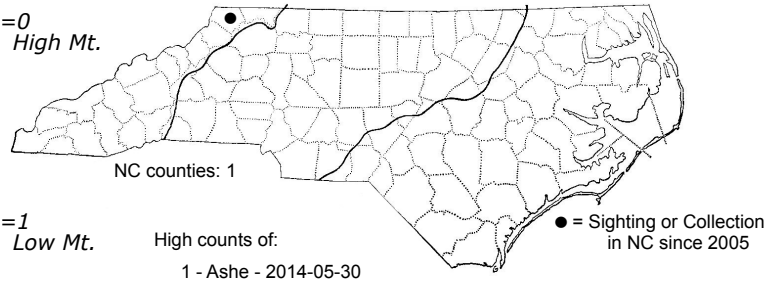 =0
High Mt.
NC counties: 1
=1
Low Mt.
High counts of:
1 - Ashe - 2014-05-30
= Sighting or Collection
in NC since 2005